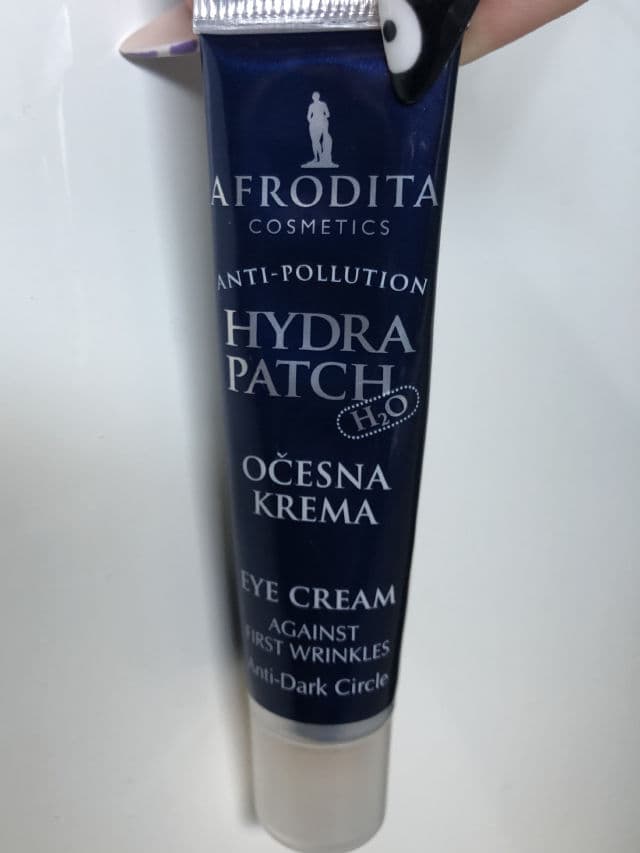 AFRODITA
COSMETICS
ANTI-POLLUTION
HYDRA
PATCH
H₂O
OČESNA
KREMA
EYE CREAM
AGAINST
FIRST WRINKLES
Anti-Dark Circle